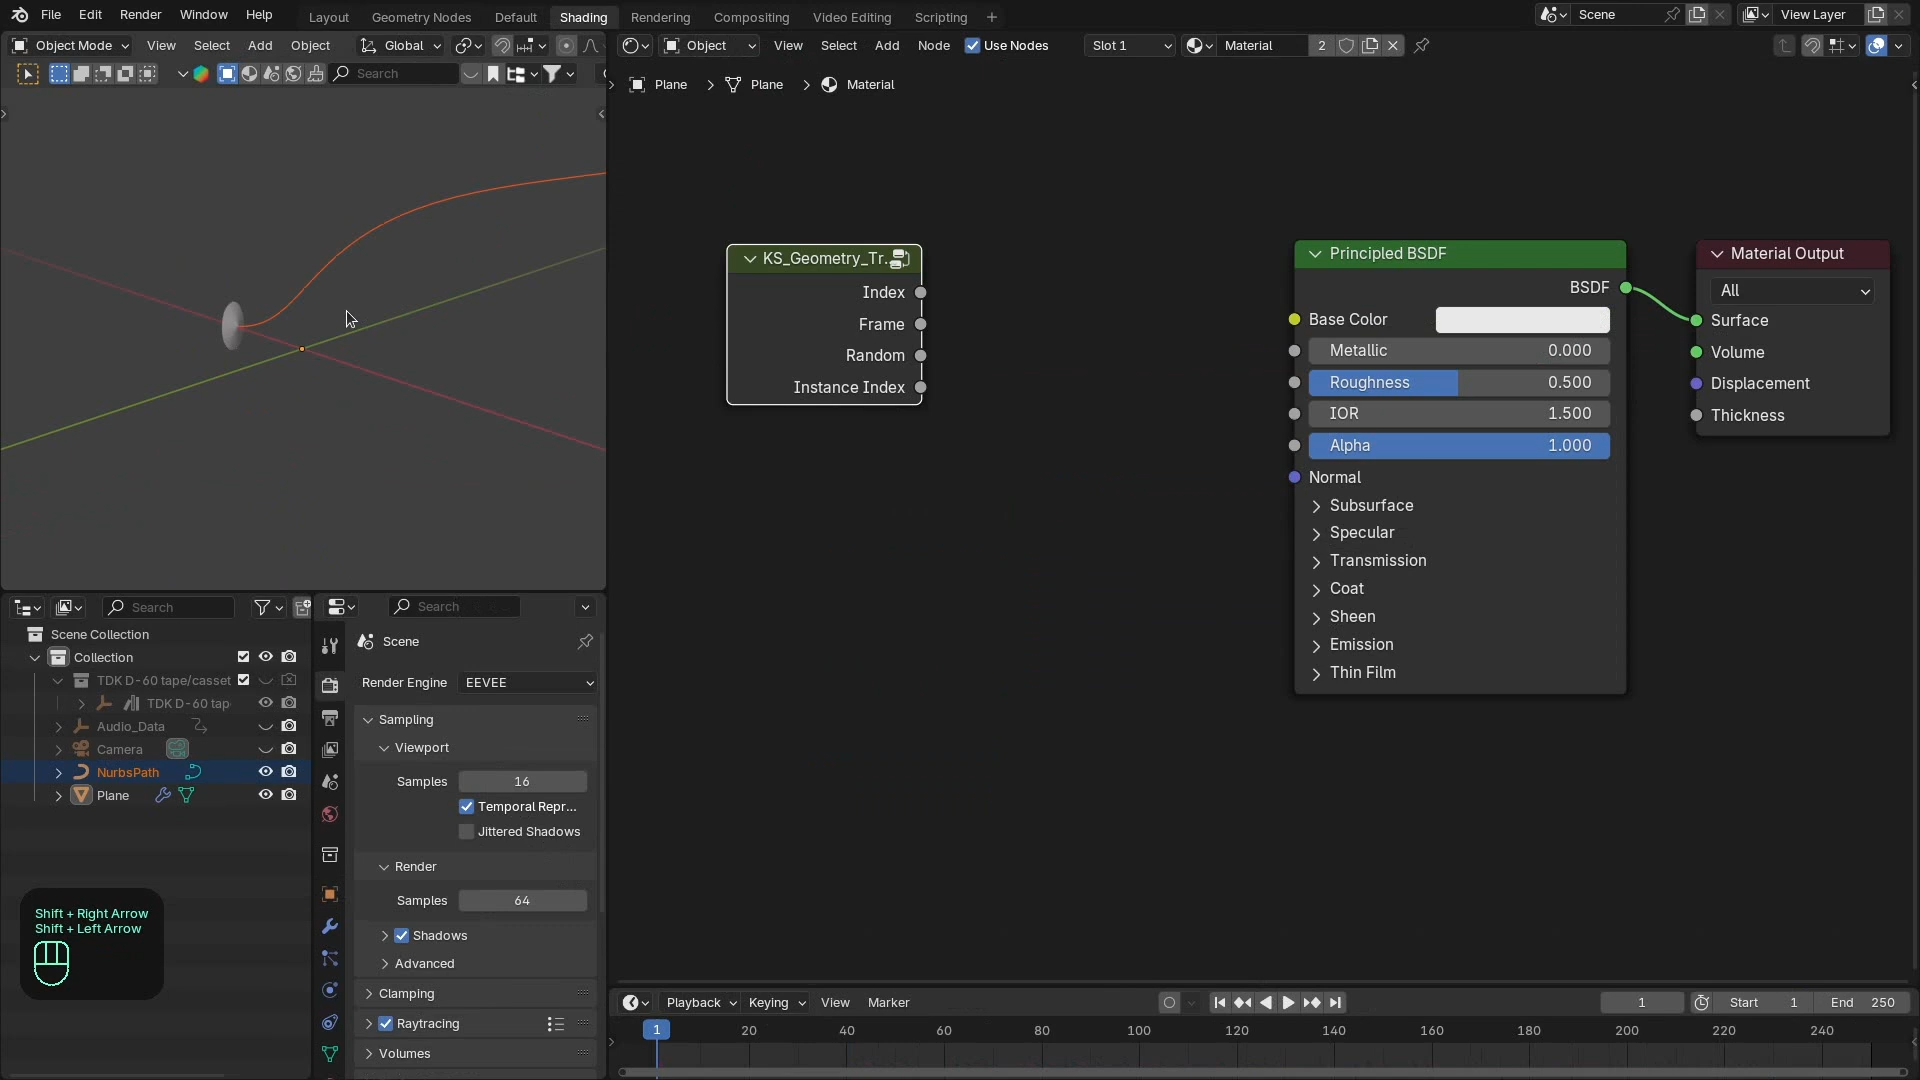 File Edit Render Window Help Layout Geometry Nodes Default Shading Rendering Compositing Video Editing Scripting + Scene View Layer
Object Mode View Select Add Object Global
Object View Select Add Node Use Nodes Slot 1 Material 2
Search
Plane > Plane > Material
KS_Geometry_Tr..
Index
Frame
Random
Instance Index
Principled BSDF
BSDF
Base Color
Metallic 0.000
Roughness 0.500
IOR 1.500
Alpha 1.000
Normal
Subsurface
Specular
Transmission
Coat
Sheen
Emission
Thin Film
Material Output
All
Surface
Volume
Displacement
Thickness
Search
Scene Collection
Collection
TDK D-60 tape/casset
TDK D-60 tap
Audio_Data
Camera
NurbsPath
Plane
Shift + Right Arrow
Shift + Left Arrow
Search
Scene
Render Engine EEVEE
Sampling
Viewport
Samples 16
Temporal Repr...
Jittered Shadows
Render
Samples 64
Shadows
Advanced
Clamping
Raytracing
Volumes
Playback Keying View Marker 1 Start 1 End 250
1 20 40 60 80 100 120 140 160 180 200 220 240